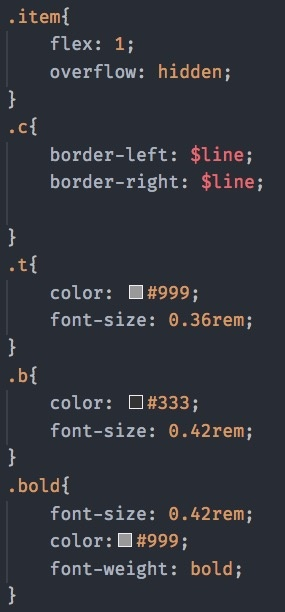 .item{
    flex: 1;
    overflow: hidden;
}
.c{
    border-left: $line;
    border-right: $line;

}
.t{
    color: #999;
    font-size: 0.36rem;
}
.b{
    color: #333;
    font-size: 0.42rem;
}
.bold{
    font-size: 0.42rem;
    color:#999;
    font-weight: bold;
}